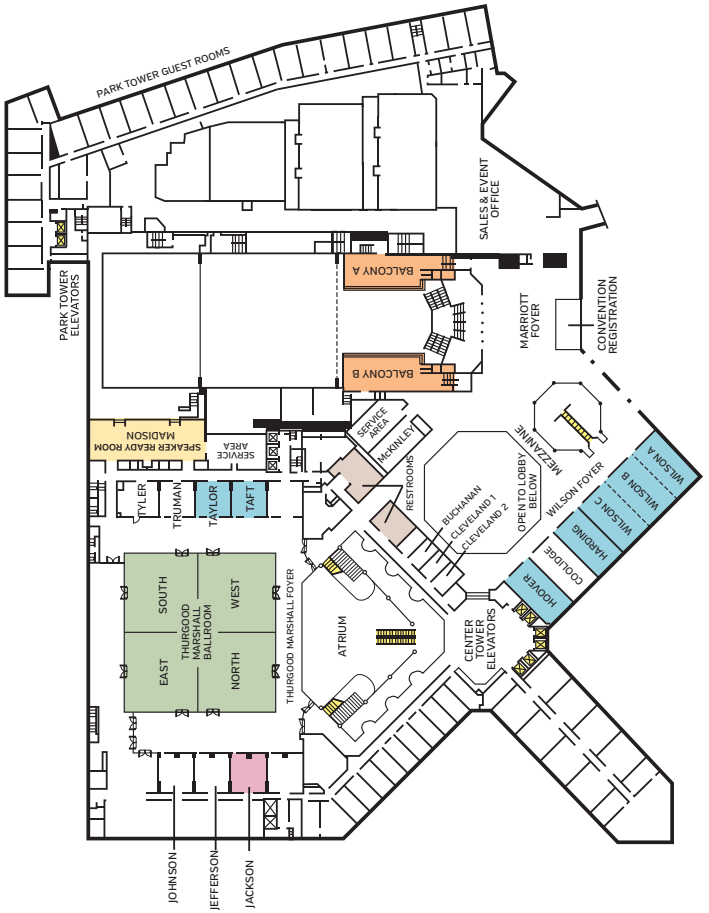 PARK TOWER GUEST ROOMS
SALES & EVENT
OFFICE
PARK TOWER
ELEVATORS
BALCONY A
MARRIOTT
FOYER
CONVENTION
REGISTRATION
BALCONY B
SPEAKER READY ROOM
MADISON
SERVICE
AREA
SERVICE
AREA
MCKINLEY
MEZZANINE
RESTROOMS
OPEN TO LOBBY
BELOW
WILSON FOYER
WILSON A
WILSON B
WILSON C
HARDING
COOLIDGE
HOOVER
TYLER
TRUMAN
TAYLOR
TAFT
BUCHANAN
CLEVELAND 1
CLEVELAND 2
SOUTH
WEST
THURGOOD
MARSHALL
BALLROOM
EAST
NORTH
THURGOOD MARSHALL FOYER
ATRIUM
CENTER
TOWER
ELEVATORS
JOHNSON
JEFFERSON
JACKSON